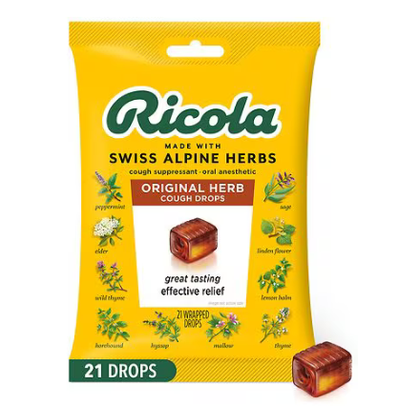 Ricola
MADE WITH
SWISS ALPINE HERBS
cough suppressant · oral anesthetic
ORIGINAL HERB
COUGH DROPS
peppermint
sage
elder
linden flower
great tasting
effective relief
wild thyme
lemon balm
21 WRAPPED
DROPS
horehound
hyssop
mallow
thyme
21 DROPS